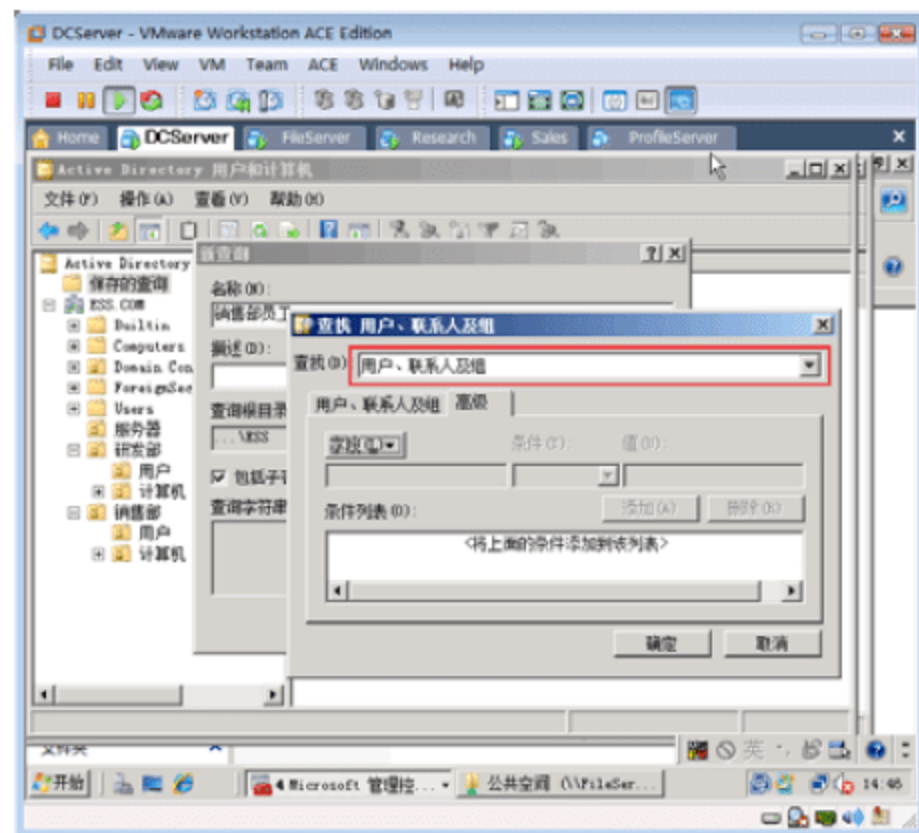 DCServer - VMware Workstation ACE Edition
File Edit View VM Team ACE Windows Help
Home DCServer FileServer Research Sales ProfileServer
Active Directory 用户和计算机
文件(F) 操作(A) 查看(V) 帮助(H)
Active Directory
保存的查询
ESS.COM
Builtin
Computers
Domain Con
ForeignSec
Users
服务器
研发部
用户
计算机
销售部
用户
计算机
新查询
名称(N):
销售部员工
描述(D):
查询根目录
...\ESS
包括子
查询字符串
查找 用户、联系人及组
查找(D): 用户、联系人及组
用户、联系人及组 高级
字段(L) 条件(T): 值(U):
添加(A) 删除(R)
条件列表(O):
<将上面的条件添加到该列表>
确定 取消
文件夹
英
开始 4 Microsoft 管理控... 公共空间 (\\FileSer... 14:46